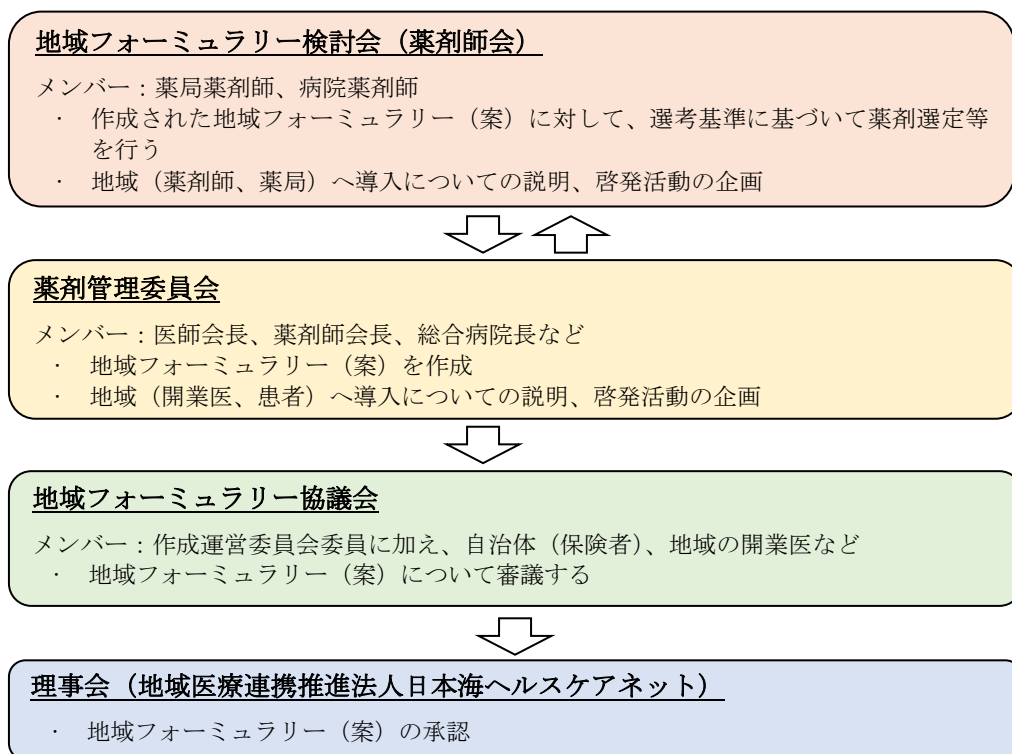 地域フォーミュラリー検討会（薬剤師会）
メンバー：薬局薬剤師、病院薬剤師
・ 作成された地域フォーミュラリー（案）に対して、選考基準に基づいて薬剤選定等
を行う
・ 地域（薬剤師、薬局）へ導入についての説明、啓発活動の企画
薬剤管理委員会
メンバー：医師会長、薬剤師会長、総合病院長など
・ 地域フォーミュラリー（案）を作成
・ 地域（開業医、患者）へ導入についての説明、啓発活動の企画
地域フォーミュラリー協議会
メンバー：作成運営委員会委員に加え、自治体（保険者）、地域の開業医など
・ 地域フォーミュラリー（案）について審議する
理事会（地域医療連携推進法人日本海ヘルスケアネット）
・ 地域フォーミュラリー（案）の承認